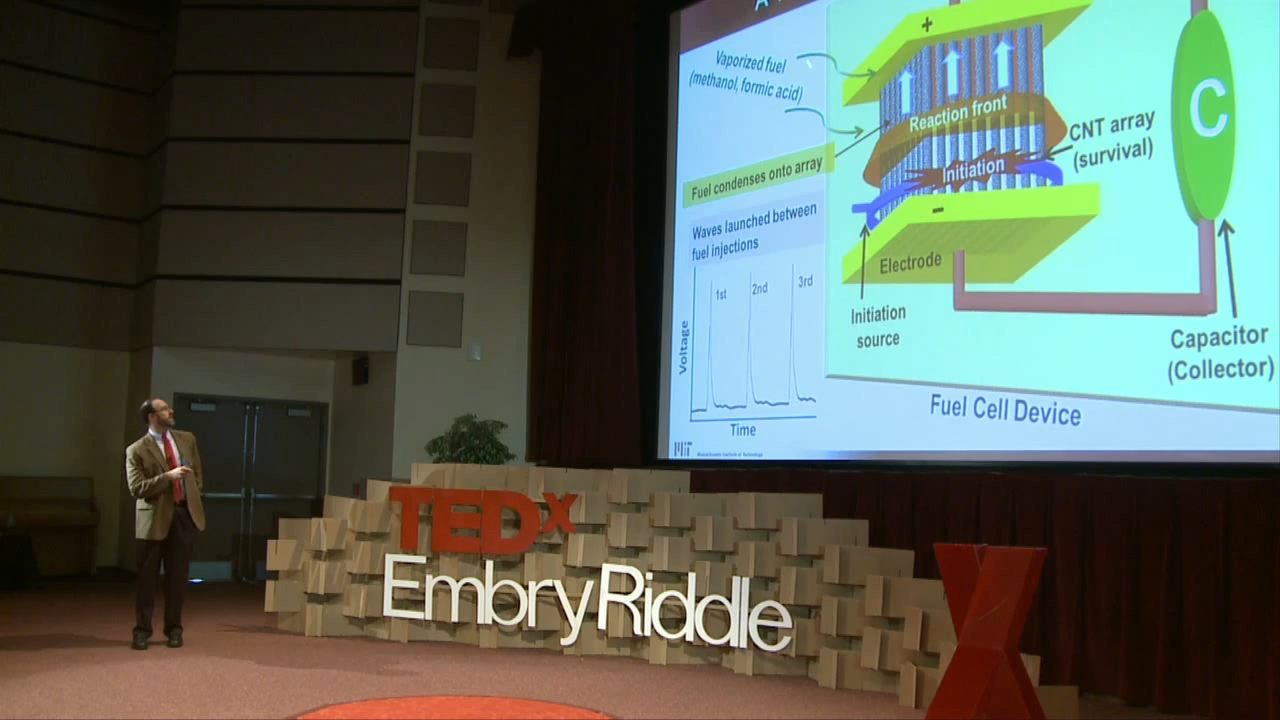 Vaporized fuel
(methanol, formic acid)
Fuel condenses onto array
Waves launched between
fuel injections
1st
2nd
3rd
Voltage
Time
MIT
+
Reaction front
Initiation
CNT array
(survival)
-
Electrode
Initiation
source
C
Capacitor
(Collector)
Fuel Cell Device
TEDx
EmbryRiddle
X